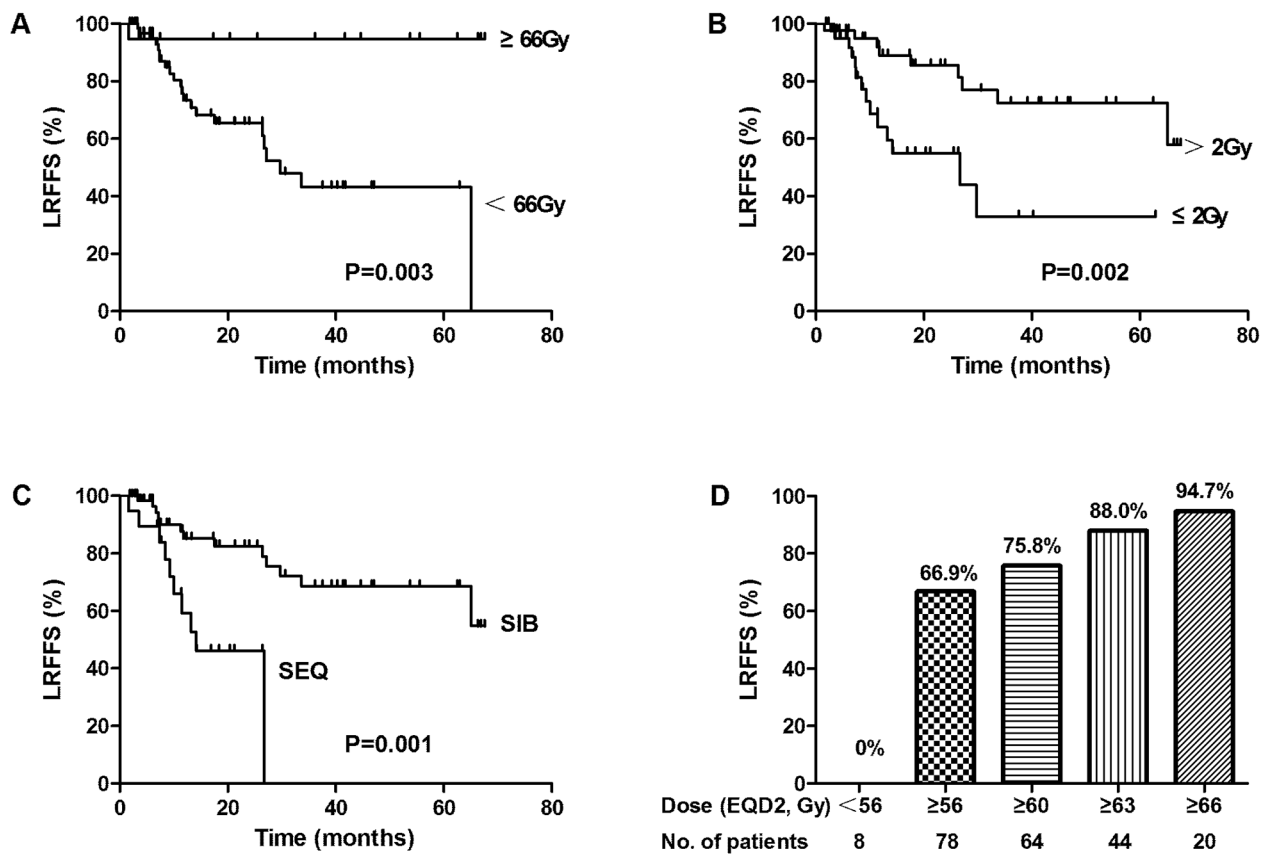 A
LRFFS (%)
100
80
60
40
20
0
≥ 66Gy
< 66Gy
P=0.003
0 20 40 60 80
Time (months)
B
LRFFS (%)
100
80
60
40
20
0
> 2Gy
≤ 2Gy
P=0.002
0 20 40 60 80
Time (months)
C
LRFFS (%)
100
80
60
40
20
0
SIB
SEQ
P=0.001
0 20 40 60 80
Time (months)
D
LRFFS (%)
100
80
60
40
20
0
0%
66.9%
75.8%
88.0%
94.7%
Dose (EQD2, Gy) <56 ≥56 ≥60 ≥63 ≥66
No. of patients 8 78 64 44 20